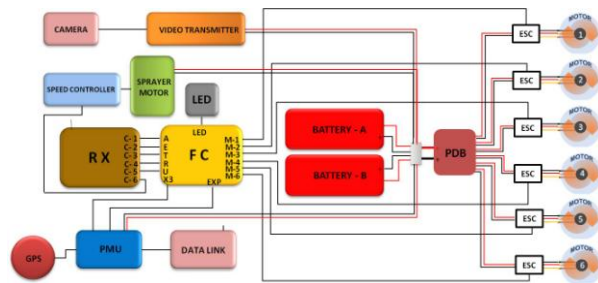 CAMERA
VIDEO TRANSMITTER
SPEED CONTROLLER
SPRAYER
MOTOR
LED
RX
C-1
C-2
C-3
C-4
C-5
C-6
LED
FC
A
E
T
R
U
X3
EXP
M-1
M-2
M-3
M-4
M-5
M-6
BATTERY - A
BATTERY - B
PDB
ESC
MOTOR
1
ESC
MOTOR
2
ESC
MOTOR
3
ESC
MOTOR
4
ESC
MOTOR
5
ESC
MOTOR
6
GPS
PMU
DATA LINK